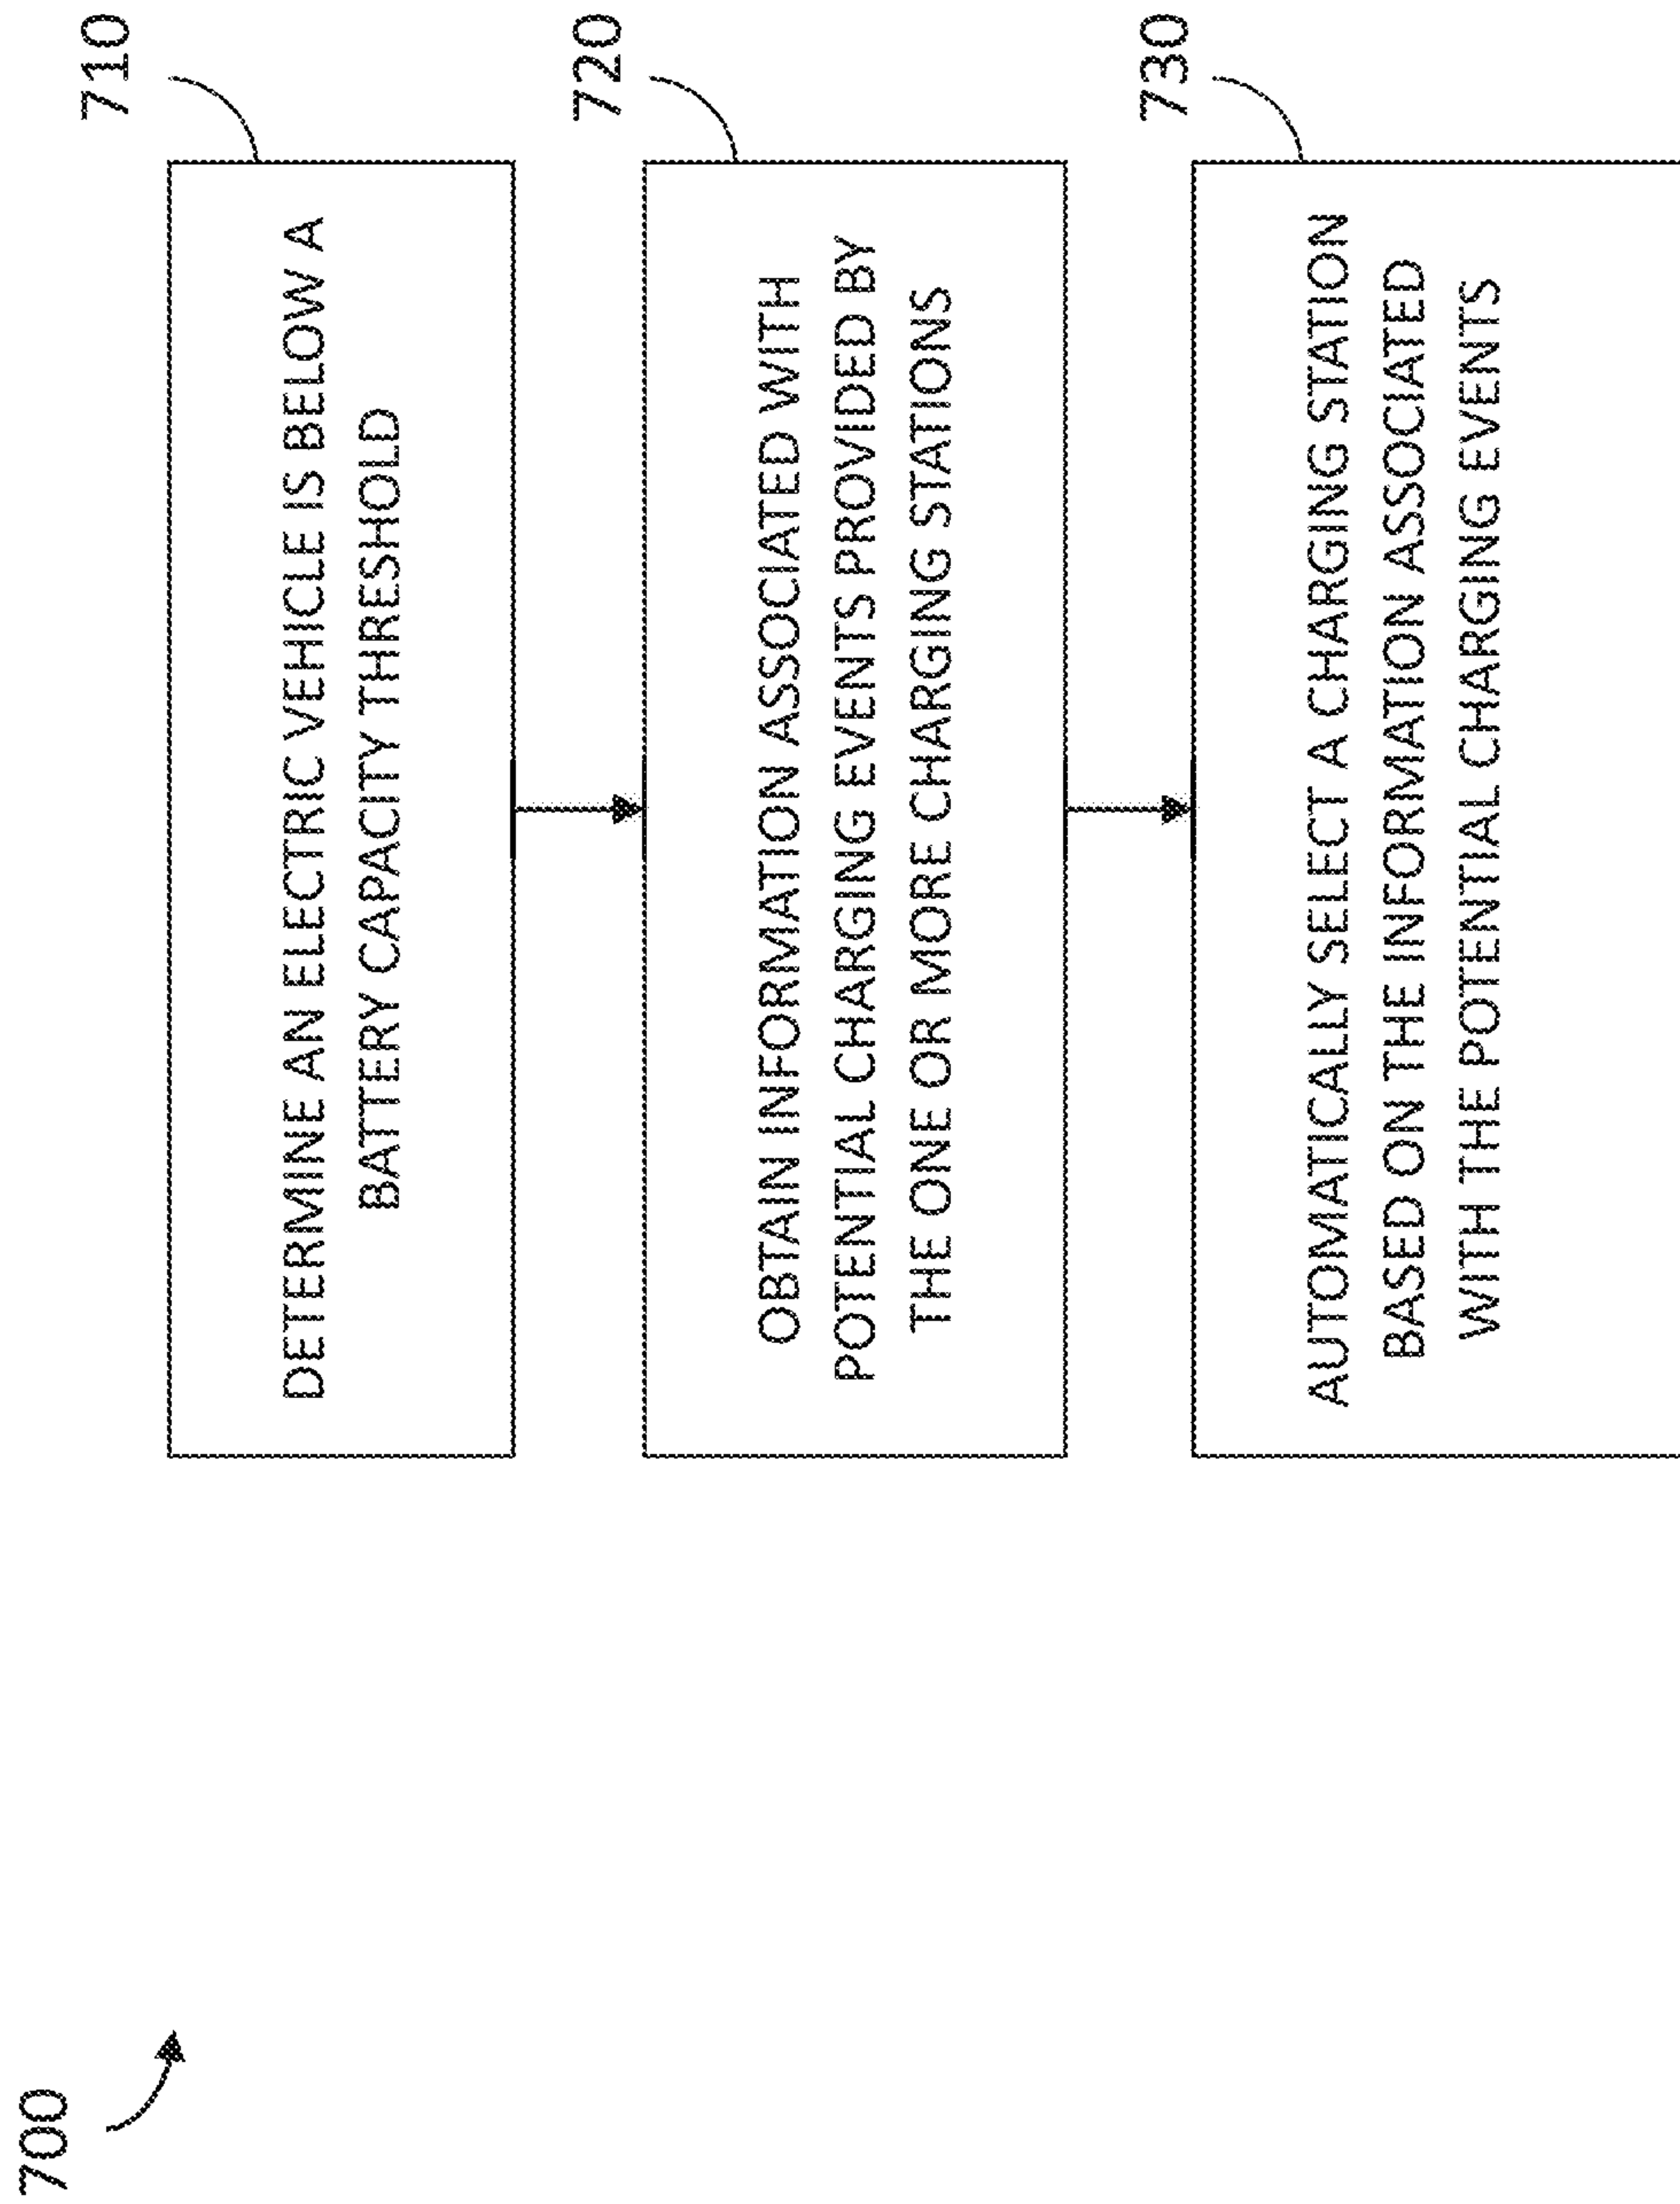 700
710
DETERMINE AN ELECTRIC VEHICLE IS BELOW A
BATTERY CAPACITY THRESHOLD
720
OBTAIN INFORMATION ASSOCIATED WITH
POTENTIAL CHARGING EVENTS PROVIDED BY
THE ONE OR MORE CHARGING STATIONS
730
AUTOMATICALLY SELECT A CHARGING STATION
BASED ON THE INFORMATION ASSOCIATED
WITH THE POTENTIAL CHARGING EVENTS